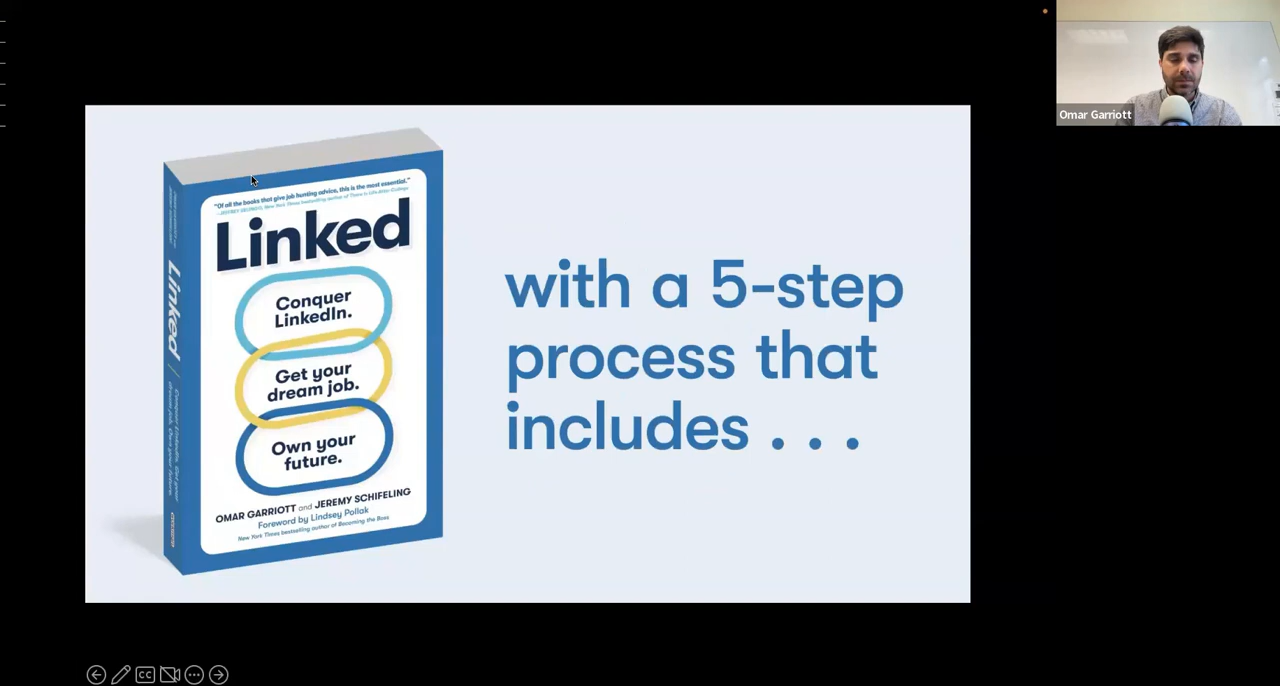 "Of all the books that give job hunting advice, this is the most essential."
Linked
Conquer
LinkedIn.
Get your
dream job.
Own your
future.
OMAR GARRIOTT and JEREMY SCHIFELING
Foreword by Lindsey Pollak
New York Times bestselling author of Becoming the Boss
Linked
with a 5-step
process that
includes . . .
Omar Garriott
CC